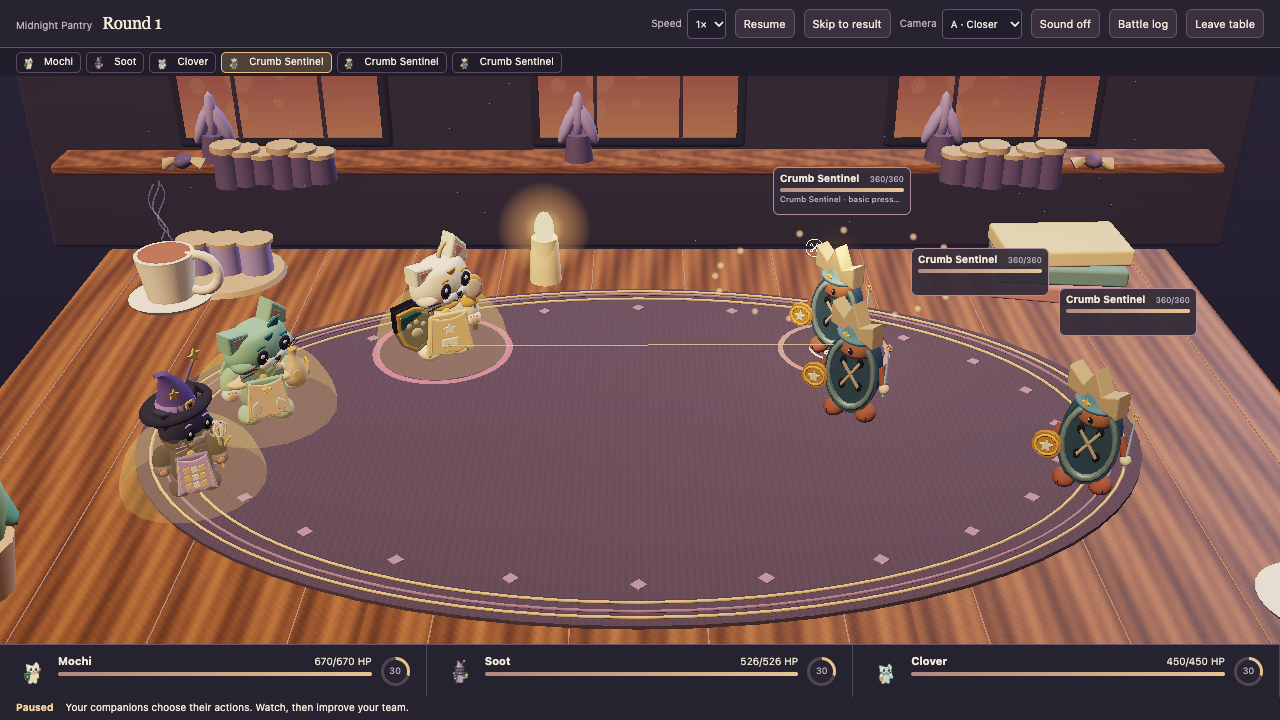 Midnight Pantry Round 1 Speed 1x Resume Skip to result Camera A · Closer Sound off Battle log Leave table
Mochi Soot Clover Crumb Sentinel Crumb Sentinel Crumb Sentinel
Crumb Sentinel 360/360
Crumb Sentinel · basic press...
Crumb Sentinel 360/360
Crumb Sentinel 360/360
Mochi 670/670 HP 30 Soot 526/526 HP 30 Clover 450/450 HP 30
Paused Your companions choose their actions. Watch, then improve your team.